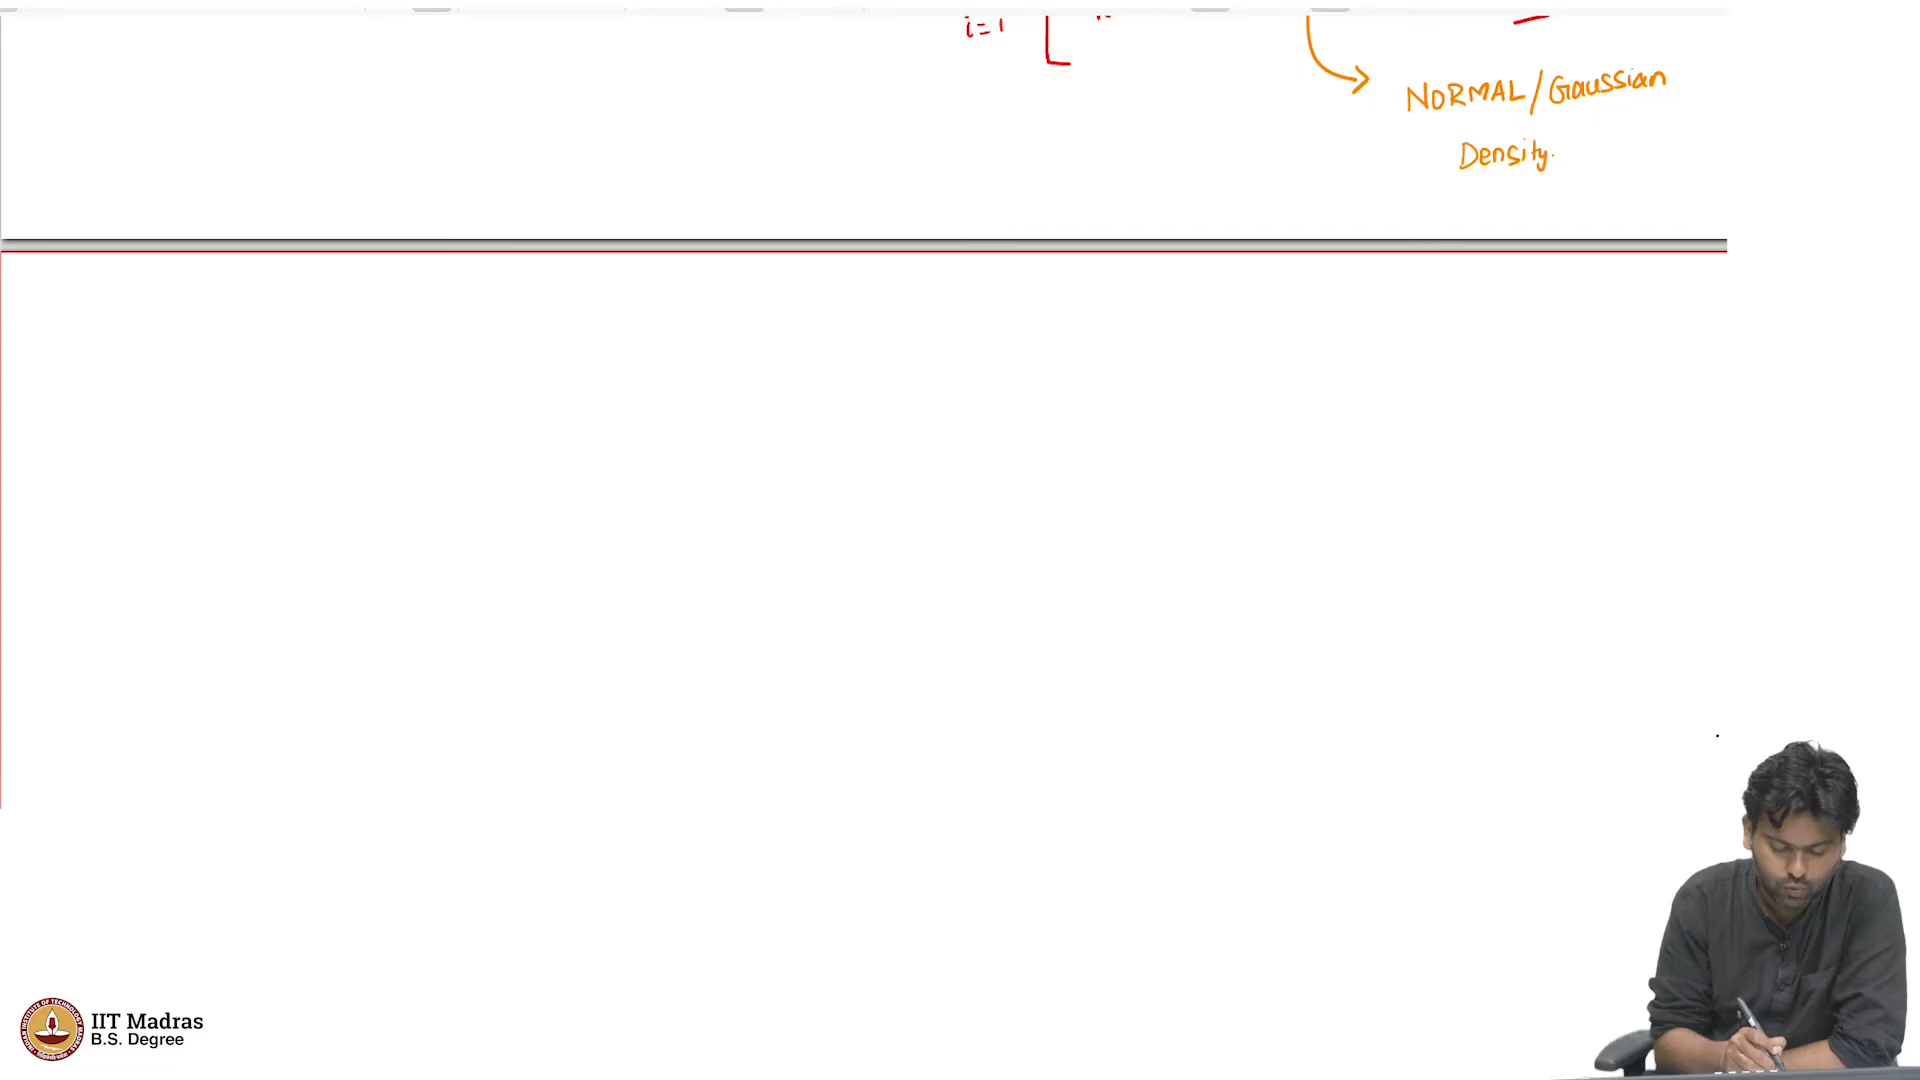 i=1
NORMAL/Gaussian
Density.
IIT Madras
B.S. Degree